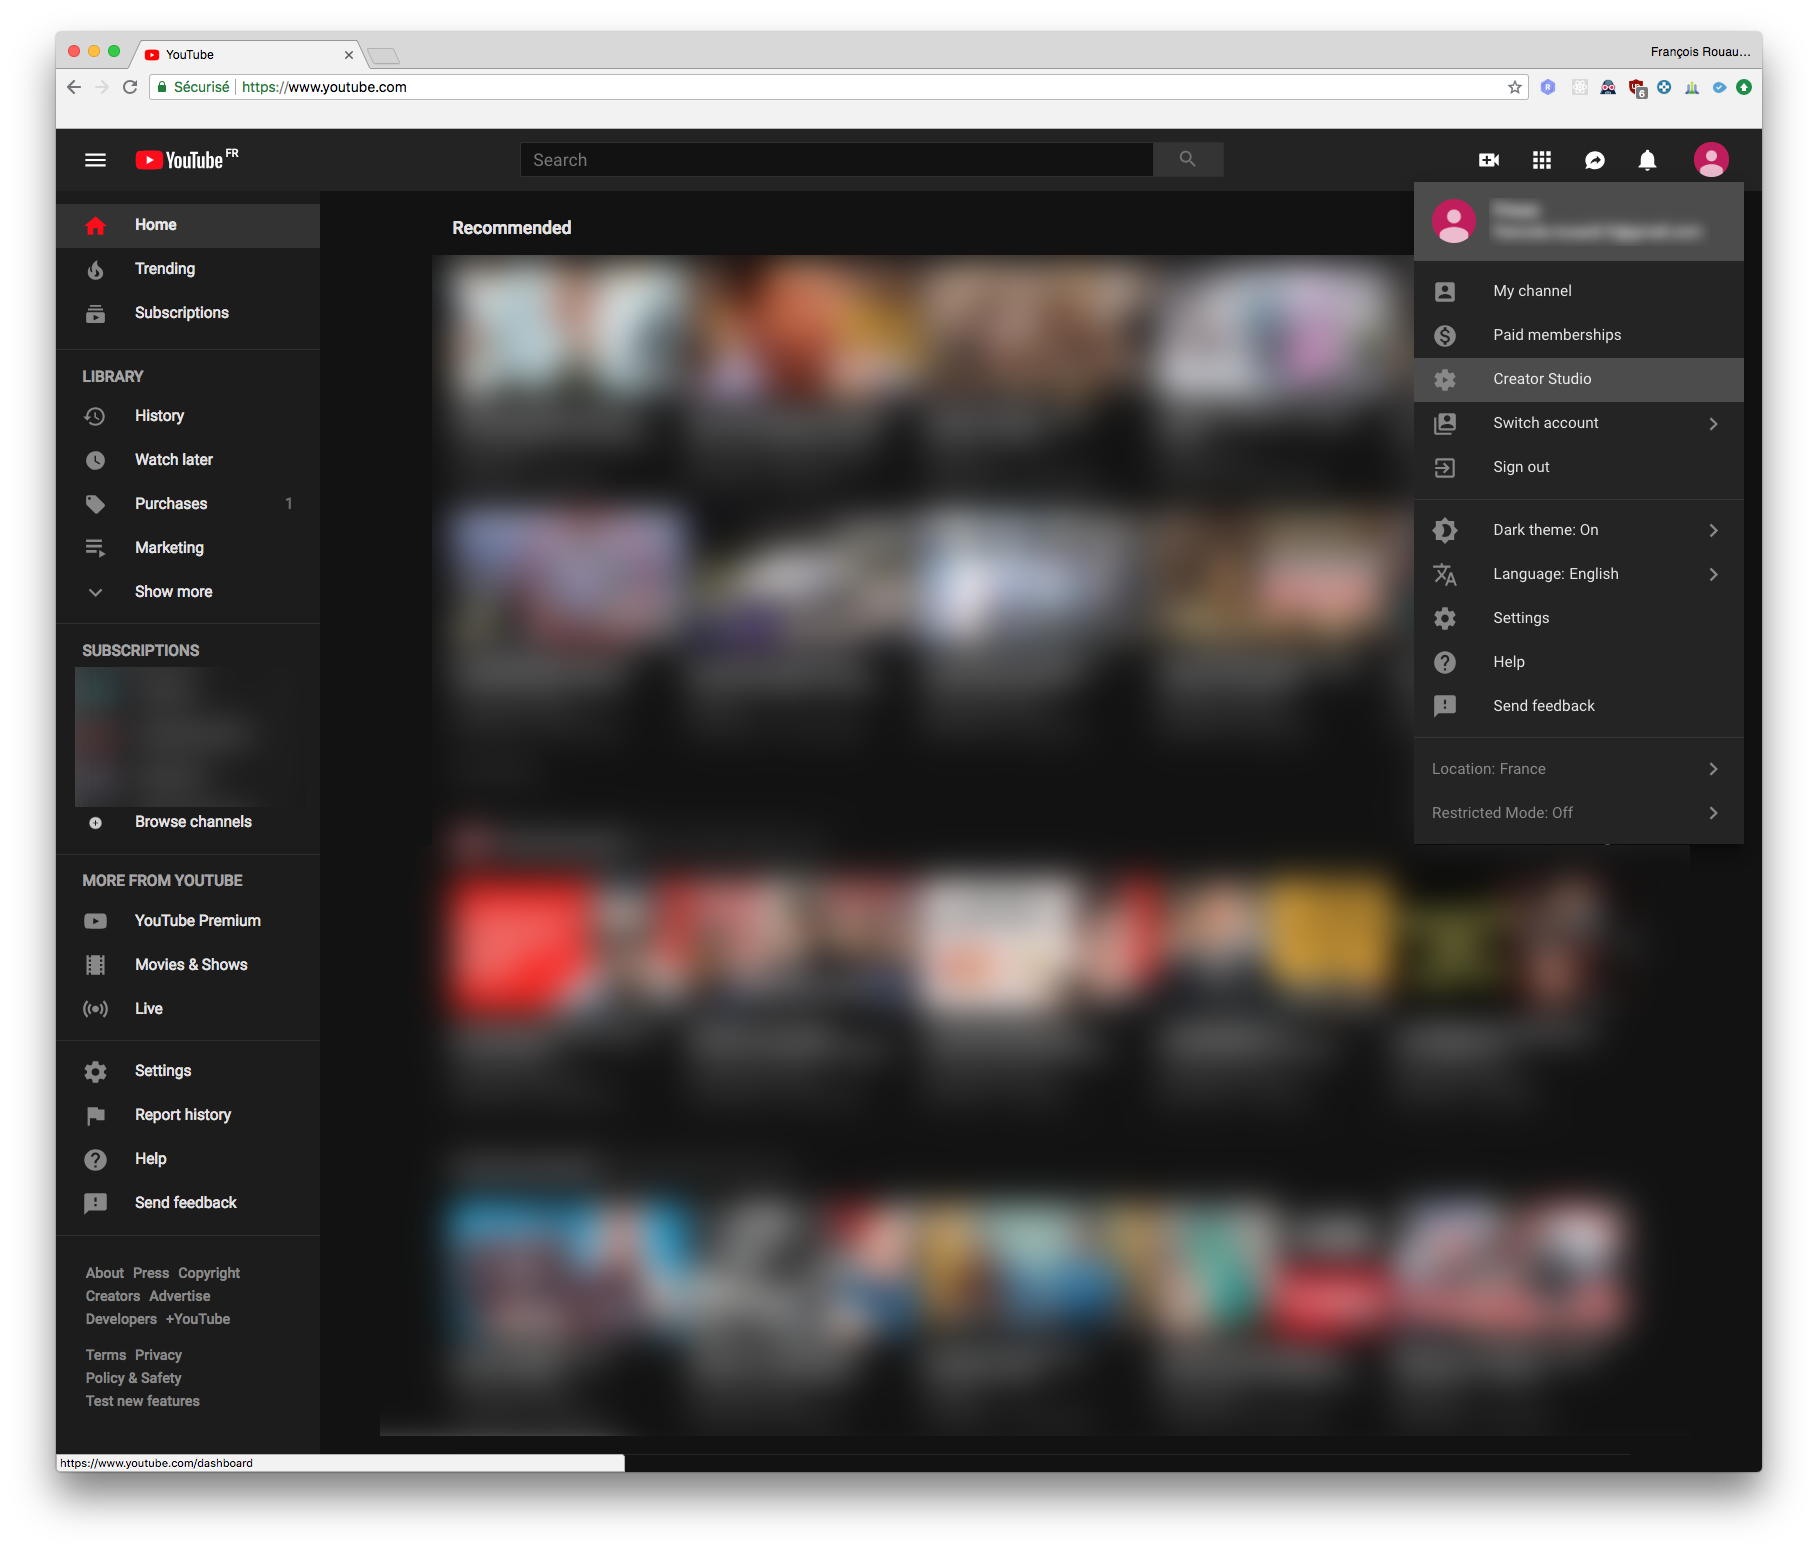 YouTube
François Rouau...
Sécurisé
https://www.youtube.com
6
YouTube FR
Search
Home
Trending
Subscriptions
LIBRARY
History
Watch later
Purchases 1
Marketing
Show more
SUBSCRIPTIONS
Browse channels
MORE FROM YOUTUBE
YouTube Premium
Movies & Shows
Live
Settings
Report history
Help
Send feedback
About Press Copyright
Creators Advertise
Developers +YouTube
Terms Privacy
Policy & Safety
Test new features
https://www.youtube.com/dashboard
Recommended
My channel
Paid memberships
Creator Studio
Switch account
Sign out
Dark theme: On
Language: English
Settings
Help
Send feedback
Location: France
Restricted Mode: Off